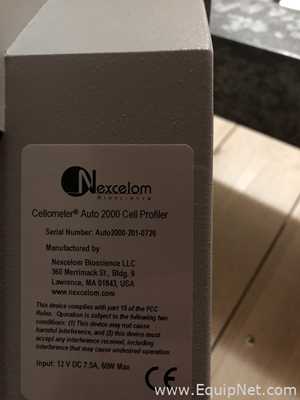 Nexcelom
Bioscience
Cellometer® Auto 2000 Cell Profiler
Serial Number: Auto2000-201-0726
Manufactured by
Nexcelom Bioscience LLC
360 Merrimack St., Bldg. 9
Lawrence, MA 01843, USA
www.nexcelom.com
This device complies with part 15 of the FCC
Rules. Operation is subject to the following two
conditions: (1) This device may not cause
harmful interference, and (2) this device must
accept any interference received, including
interference that may cause undesired operation.
Input: 12 V DC 7.5A, 60W Max
CE
Copyright
EquipNet.com